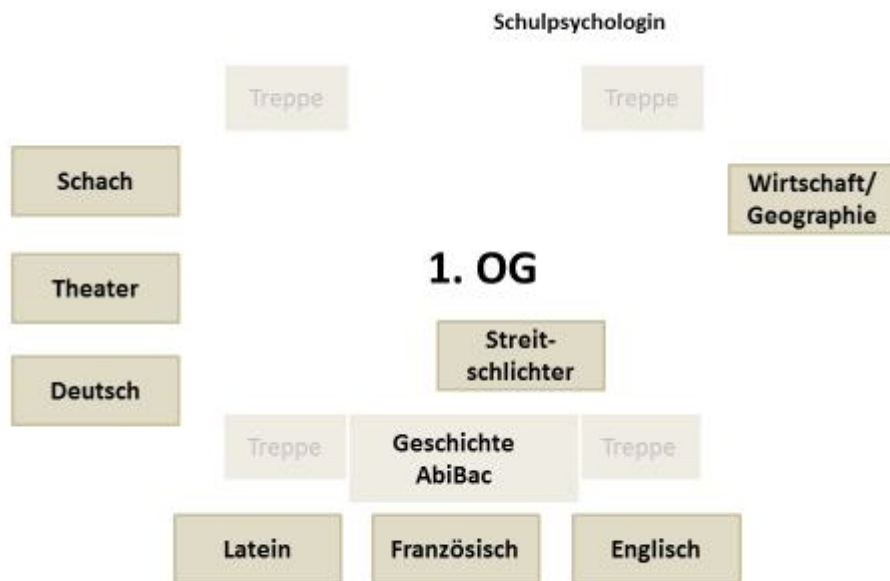 Schulpsychologin
Treppe
Treppe
Schach
Wirtschaft/
Geographie
1. OG
Theater
Streit-
schlichter
Deutsch
Treppe
Geschichte
AbiBac
Treppe
Latein
Französisch
Englisch